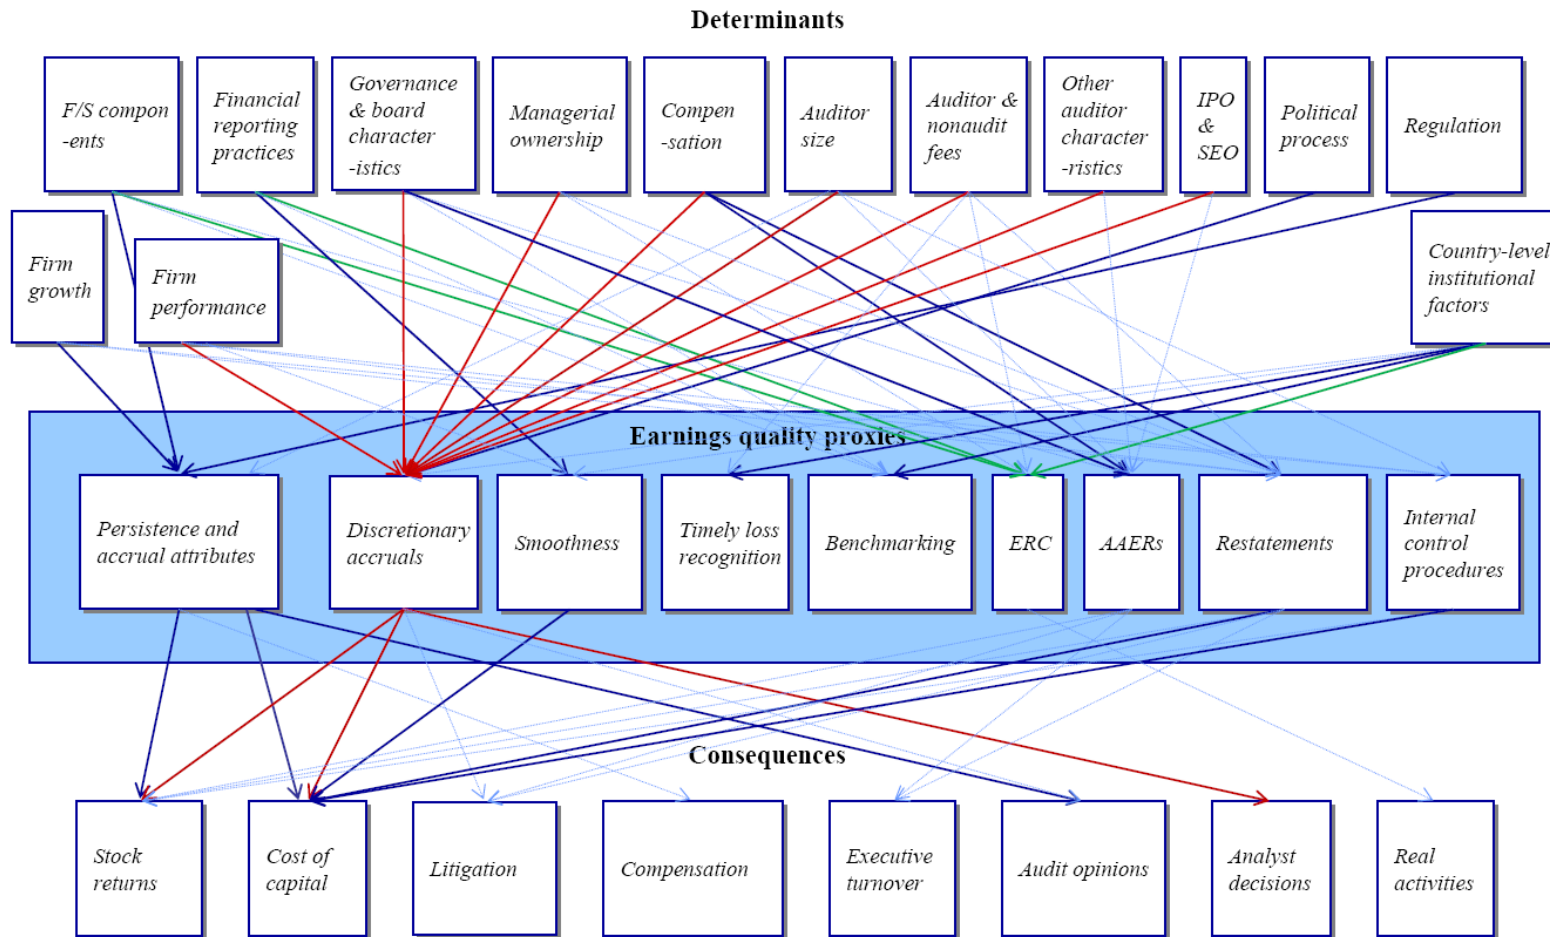 Determinants
F/S compon
-ents
Financial
reporting
practices
Governance
& board
character
-istics
Managerial
ownership
Compen
-sation
Auditor
size
Auditor &
nonaudit
fees
Other
auditor
character
-ristics
IPO
&
SEO
Political
process
Regulation
Firm
growth
Firm
performance
Country-level
institutional
factors
Earnings quality proxies
Persistence and
accrual attributes
Discretionary
accruals
Smoothness
Timely loss
recognition
Benchmarking
ERC
AAERs
Restatements
Internal
control
procedures
Consequences
Stock
returns
Cost of
capital
Litigation
Compensation
Executive
turnover
Audit opinions
Analyst
decisions
Real
activities